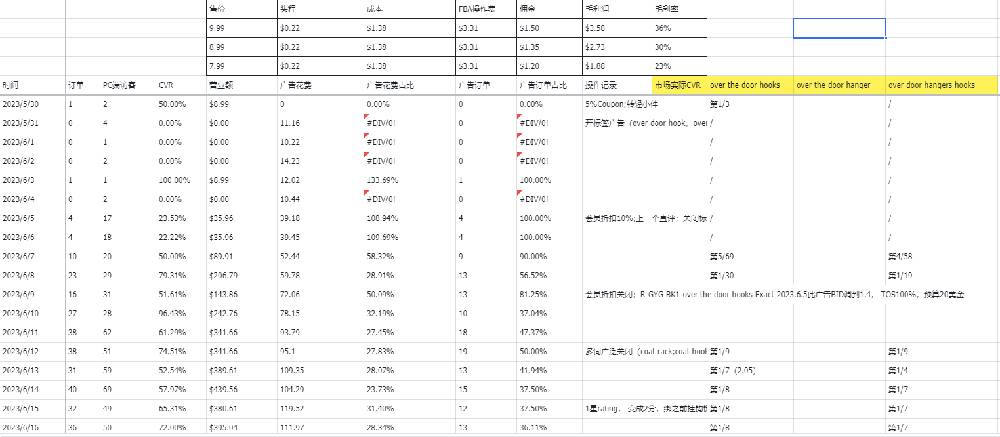 售价 头程 成本 FBA操作费 佣金 毛利润 毛利率
9.99 $0.22 $1.38 $3.31 $1.50 $3.58 36%
8.99 $0.22 $1.38 $3.31 $1.35 $2.73 30%
7.99 $0.22 $1.38 $3.31 $1.20 $1.88 23%
时间 订单 PC端访客 CVR 营业额 广告花费 广告花费占比 广告订单 广告订单占比 操作记录 市场实际CVR over the door hooks over the door hanger over door hangers hooks
2023/5/30 1 2 50.00% $8.99 0 0.00% 0 0.00% 5%Coupon;转轻小件 第1/3 /
2023/5/31 0 4 0.00% $0.00 11.16 #DIV/0! 0 #DIV/0! 开标签广告（over door hook，over / /
2023/6/1 0 1 0.00% $0.00 10.22 #DIV/0! 0 #DIV/0! / /
2023/6/2 0 2 0.00% $0.00 14.23 #DIV/0! 0 #DIV/0! / /
2023/6/3 1 1 100.00% $8.99 12.02 133.69% 1 100.00% / /
2023/6/4 0 2 0.00% $0.00 10.44 #DIV/0! 0 #DIV/0! / /
2023/6/5 4 17 23.53% $35.96 39.18 108.94% 4 100.00% 会员折扣10%;上一个直评；关闭标 / /
2023/6/6 4 18 22.22% $35.96 39.45 109.69% 4 100.00% / /
2023/6/7 10 20 50.00% $89.91 52.44 58.32% 9 90.00% 第5/69 第4/58
2023/6/8 23 29 79.31% $206.79 59.78 28.91% 13 56.52% 第1/30 第1/19
2023/6/9 16 31 51.61% $143.86 72.06 50.09% 13 81.25% 会员折扣关闭；R-GYG-BK1-over the door hooks-Exact-2023.6.5此广告BID调到1.4， TOS100%，预算20美金
2023/6/10 27 28 96.43% $242.76 78.15 32.19% 10 37.04%
2023/6/11 38 62 61.29% $341.66 93.79 27.45% 18 47.37%
2023/6/12 38 51 74.51% $341.66 95.1 27.83% 19 50.00% 多词广泛关闭（coat rack;coat hook 第1/9 第1/9
2023/6/13 31 59 52.54% $389.61 109.35 28.07% 13 41.94% 第1/7（2.05） 第1/4
2023/6/14 40 69 57.97% $439.56 104.29 23.73% 15 37.50% 第1/8 第1/7
2023/6/15 32 49 65.31% $380.61 119.52 31.40% 12 37.50% 1星rating， 变成2分，绑之前挂钩 第1/8 第1/7
2023/6/16 36 50 72.00% $395.04 111.97 28.34% 13 36.11% 第1/8 第1/7